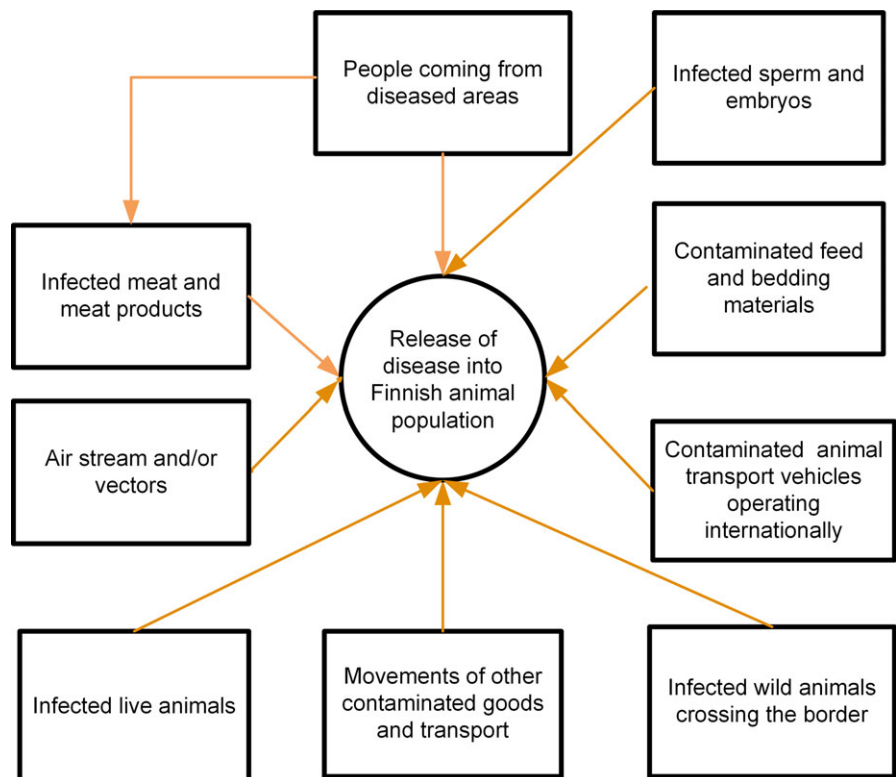 People coming from
diseased areas
Infected sperm and
embryos
Infected meat and
meat products
Contaminated feed
and bedding
materials
Release of
disease into
Finnish animal
population
Air stream and/or
vectors
Contaminated animal
transport vehicles
operating
internationally
Infected live animals
Movements of other
contaminated goods
and transport
Infected wild animals
crossing the border